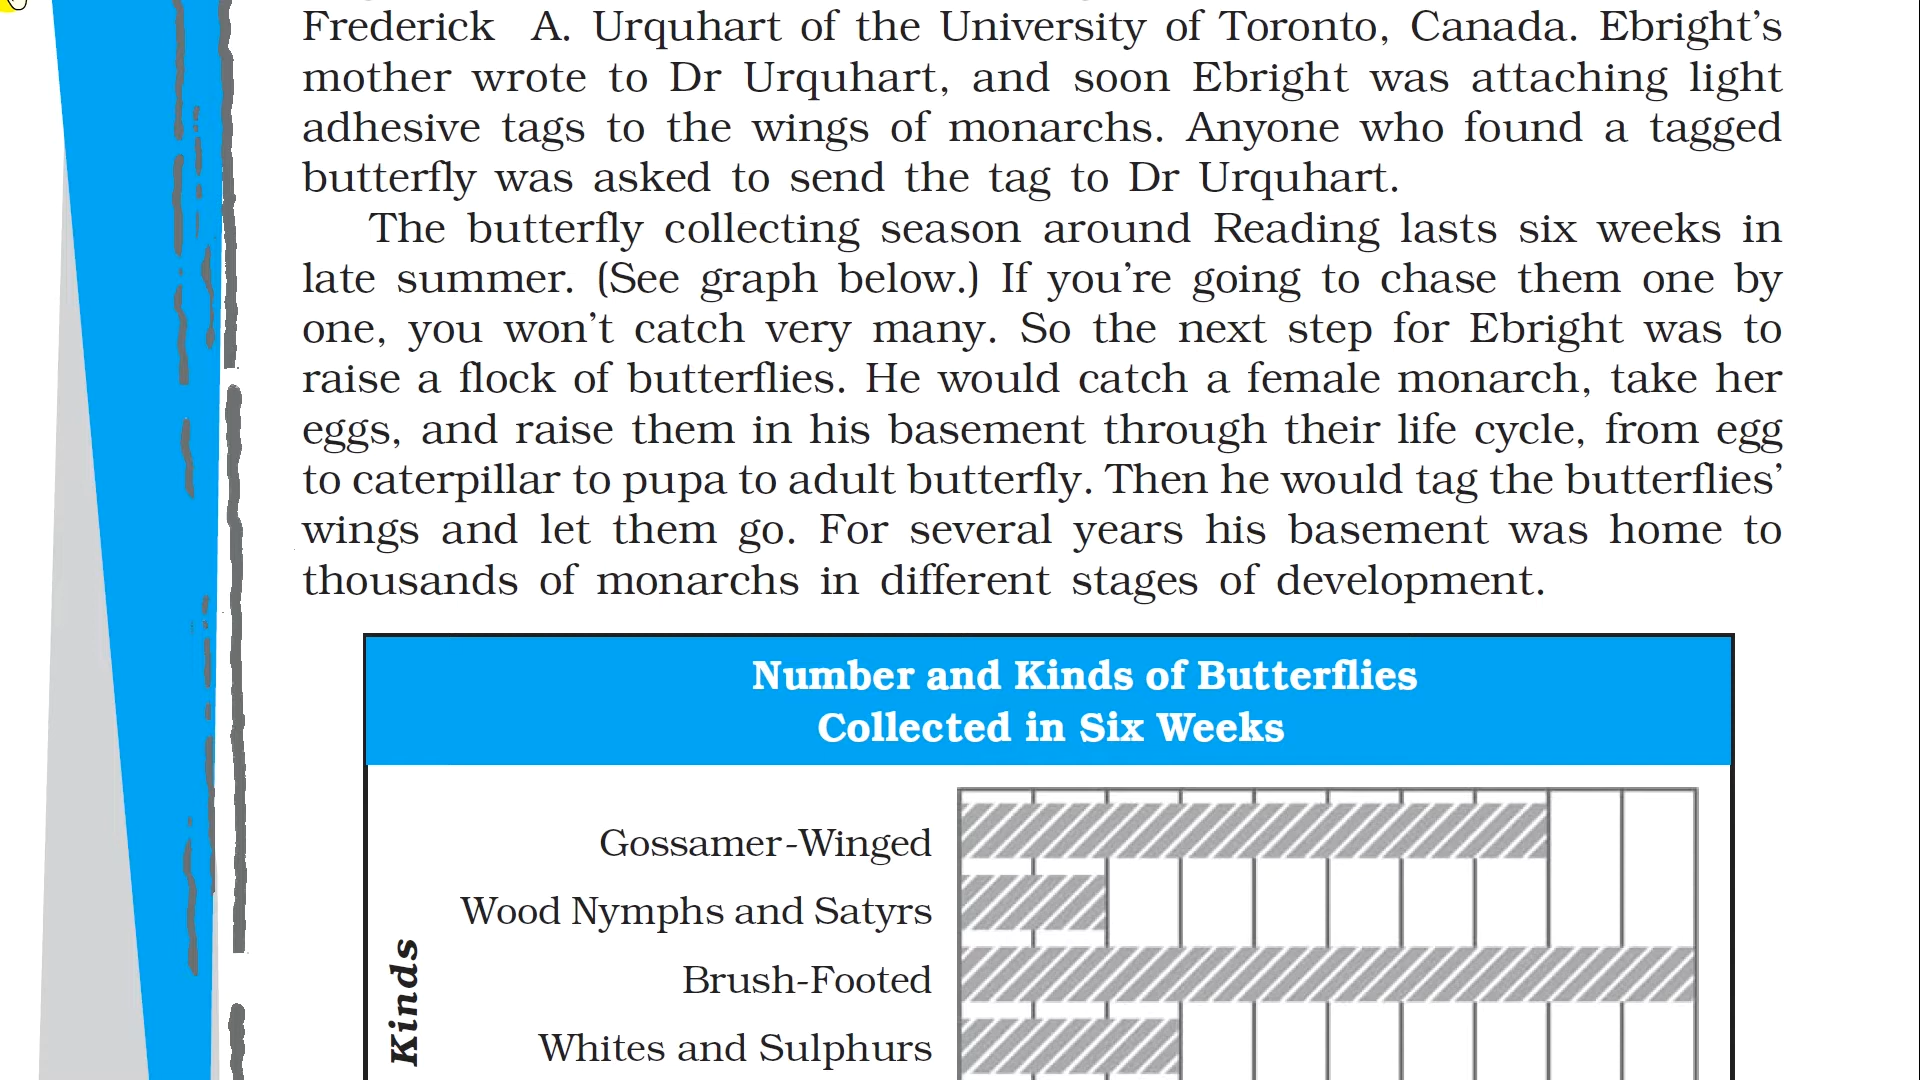 Frederick A. Urquhart of the University of Toronto, Canada. Ebright’s
mother wrote to Dr Urquhart, and soon Ebright was attaching light
adhesive tags to the wings of monarchs. Anyone who found a tagged
butterfly was asked to send the tag to Dr Urquhart.
The butterfly collecting season around Reading lasts six weeks in
late summer. (See graph below.) If you’re going to chase them one by
one, you won’t catch very many. So the next step for Ebright was to
raise a flock of butterflies. He would catch a female monarch, take her
eggs, and raise them in his basement through their life cycle, from egg
to caterpillar to pupa to adult butterfly. Then he would tag the butterflies’
wings and let them go. For several years his basement was home to
thousands of monarchs in different stages of development.
Number and Kinds of Butterflies
Collected in Six Weeks
Gossamer-Winged
Wood Nymphs and Satyrs
Brush-Footed
Whites and Sulphurs
Kinds